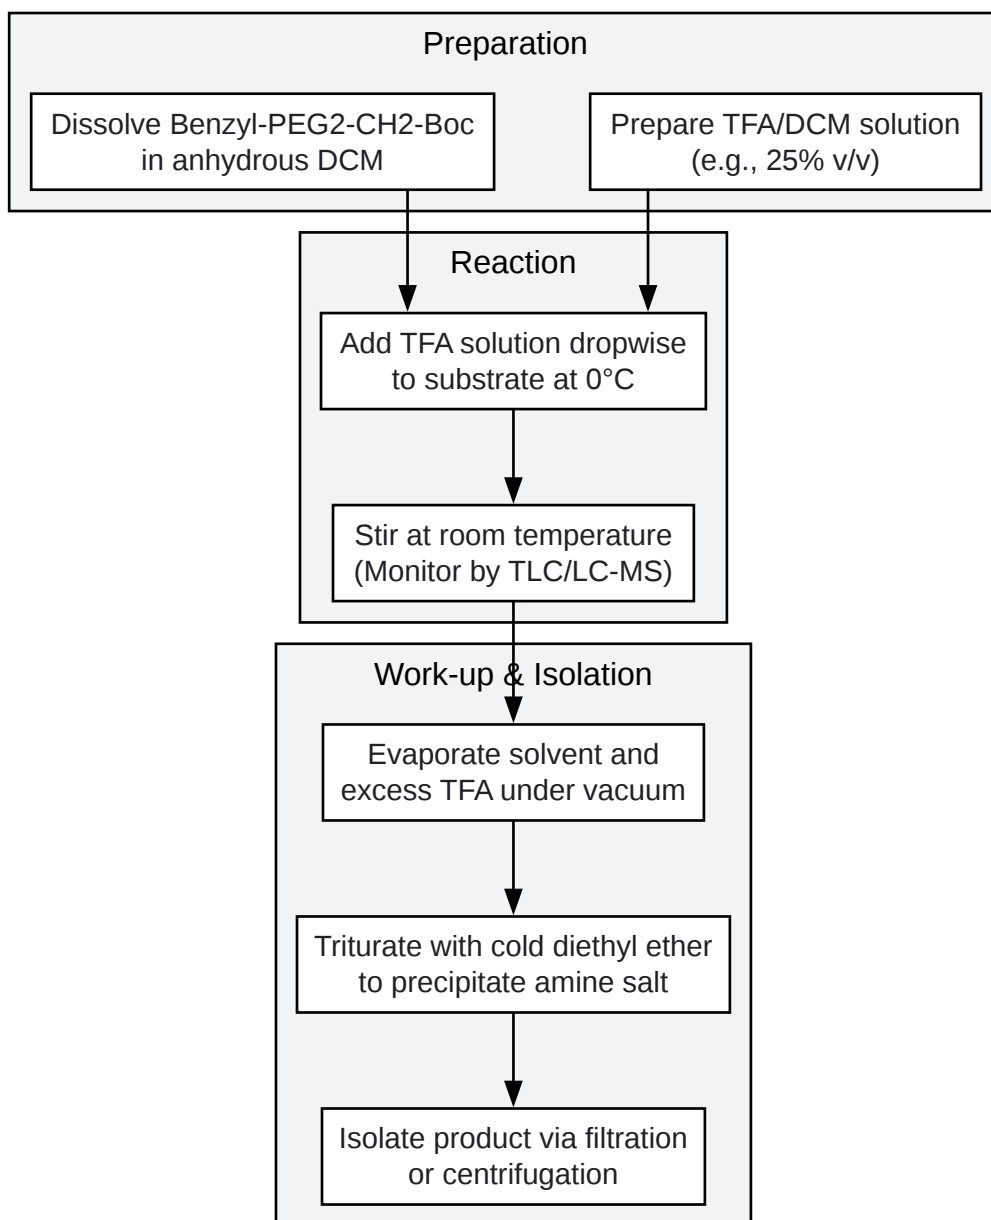 Preparation
Dissolve Benzyl-PEG2-CH2-Boc
in anhydrous DCM
Prepare TFA/DCM solution
(e.g., 25% v/v)
Reaction
Add TFA solution dropwise
to substrate at 0°C
Stir at room temperature
(Monitor by TLC/LC-MS)
Work-up & Isolation
Evaporate solvent and
excess TFA under vacuum
Triturate with cold diethyl ether
to precipitate amine salt
Isolate product via filtration
or centrifugation